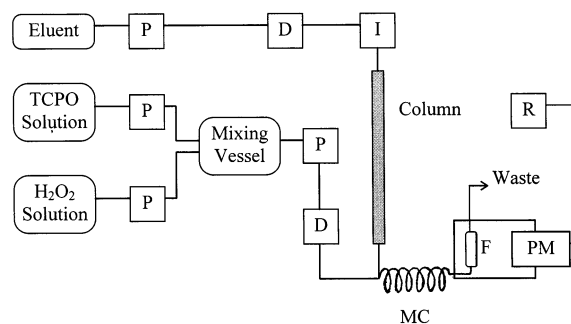 Eluent
P
D
I
TCPO
Solution
P
Mixing
Vessel
P
Column
R
H₂O₂
Solution
P
D
Waste
F
PM
MC